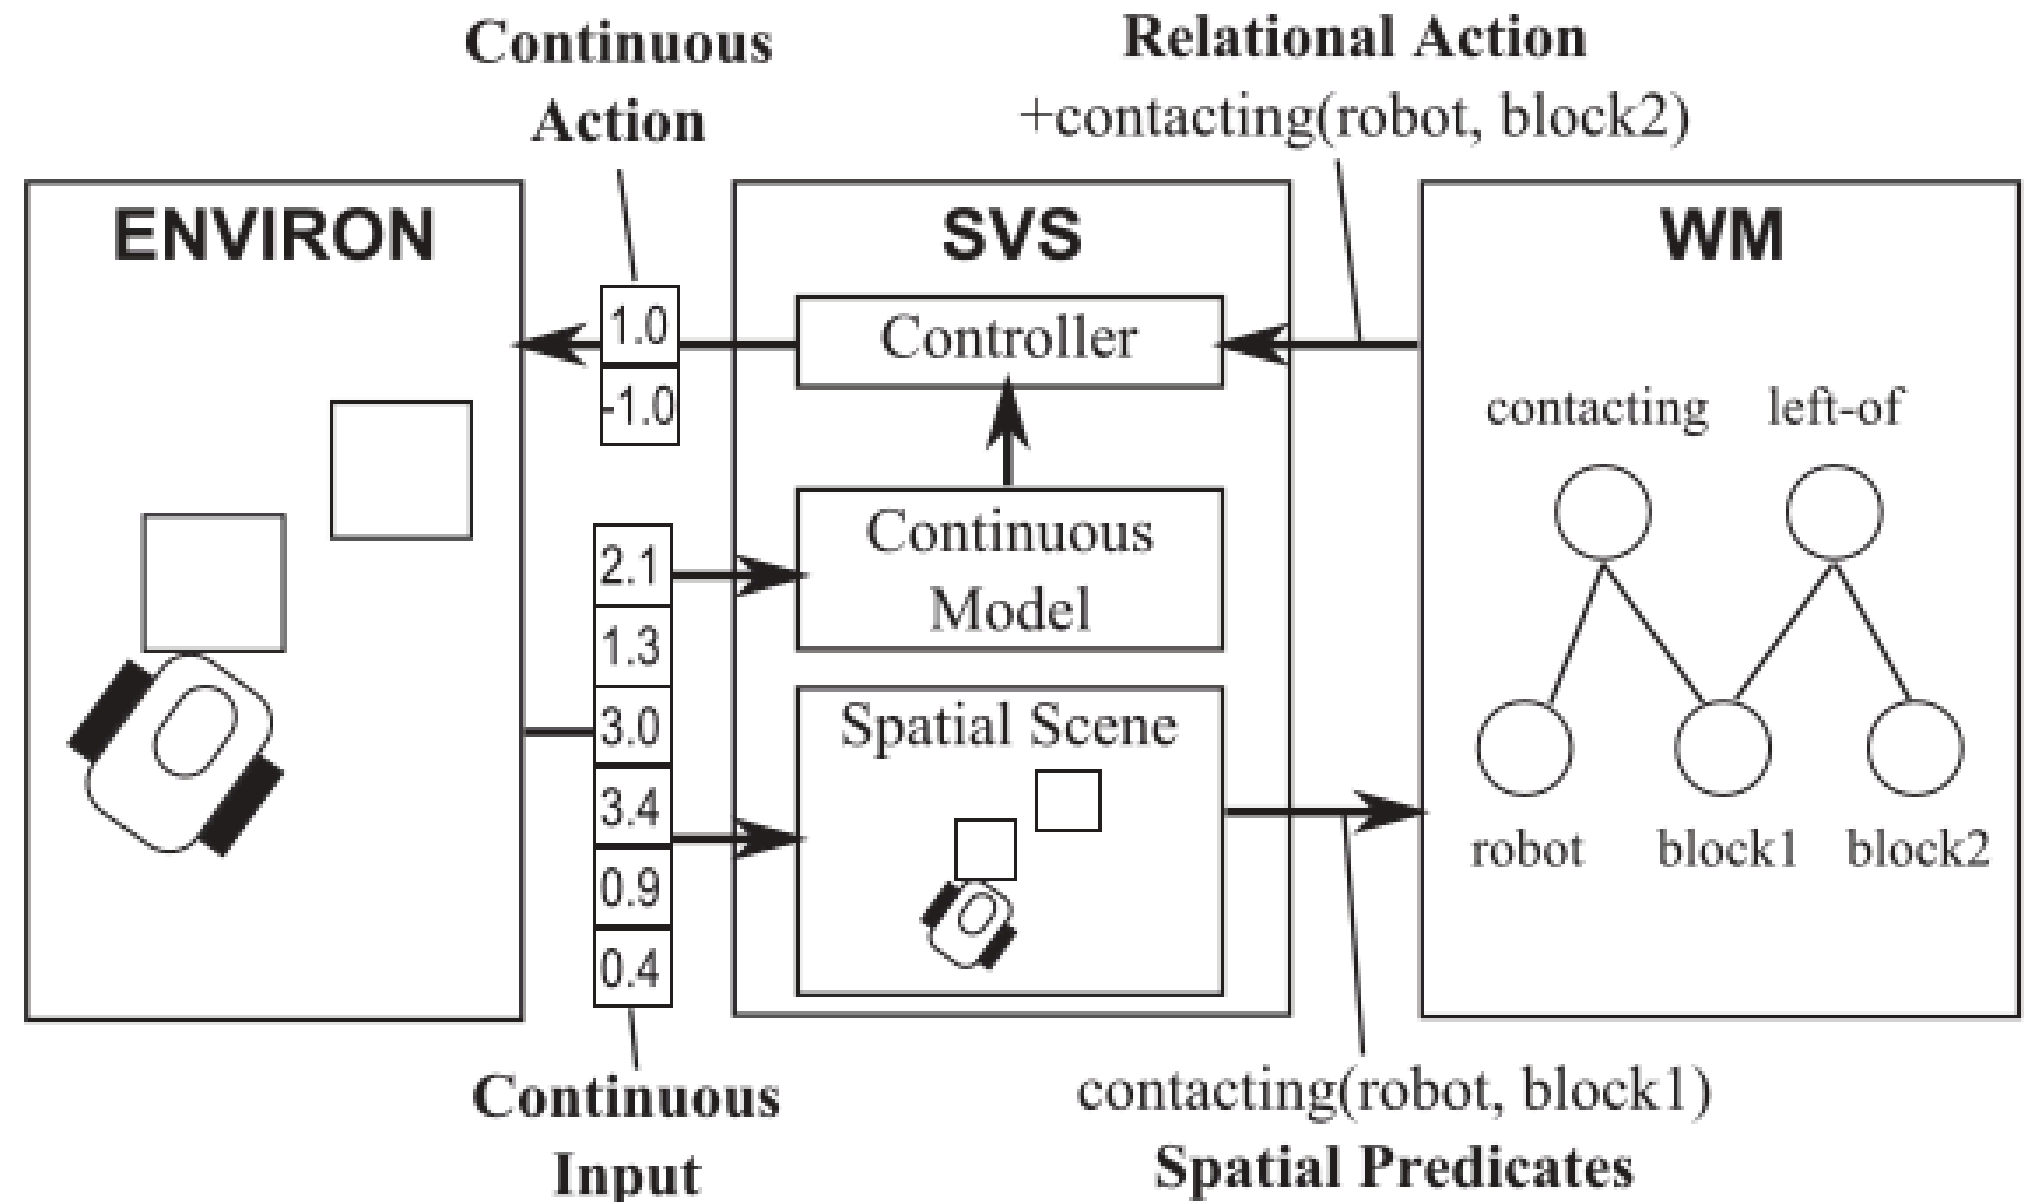 Continuous
Action
Relational Action
+contacting(robot, block2)
ENVIRON
SVS
WM
1.0
-1.0
Controller
contacting
left-of
Continuous
Model
2.1
1.3
3.0
3.4
0.9
0.4
Spatial Scene
robot
block1
block2
Continuous
Input
contacting(robot, block1)
Spatial Predicates